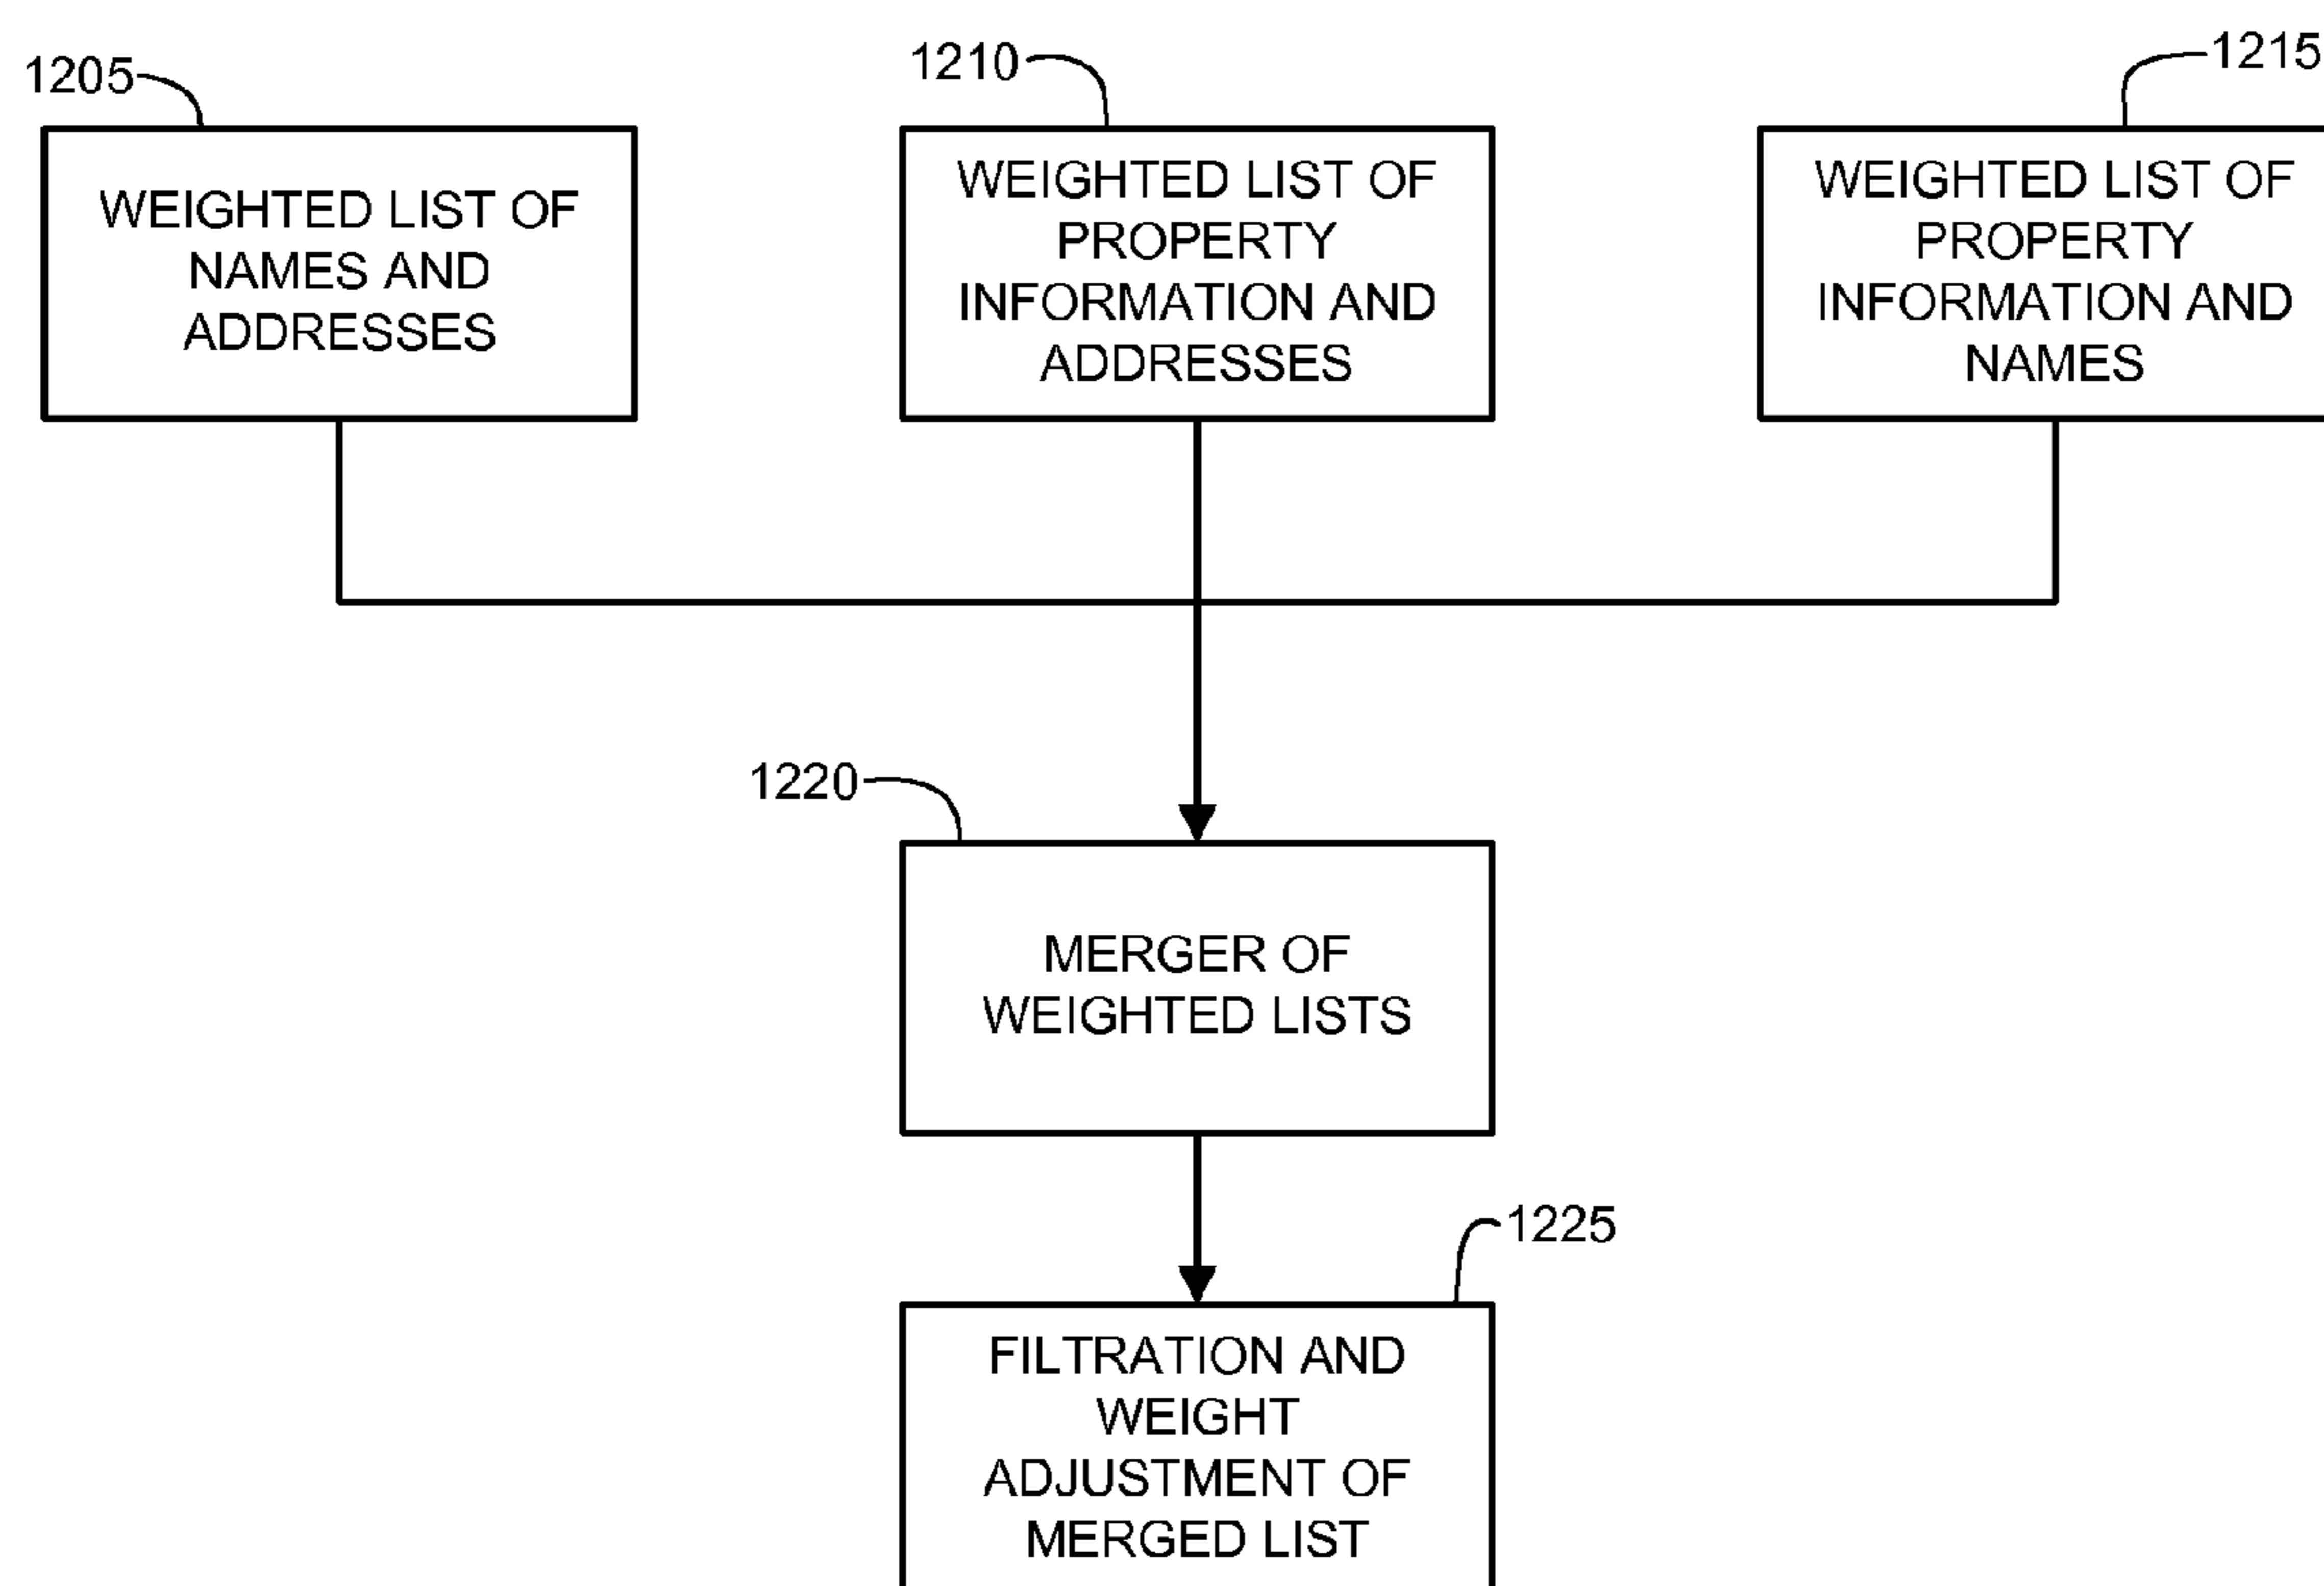 1205
1210
1215
WEIGHTED LIST OF
NAMES AND
ADDRESSES
WEIGHTED LIST OF
PROPERTY
INFORMATION AND
ADDRESSES
WEIGHTED LIST OF
PROPERTY
INFORMATION AND
NAMES
1220
MERGER OF
WEIGHTED LISTS
1225
FILTRATION AND
WEIGHT
ADJUSTMENT OF
MERGED LIST